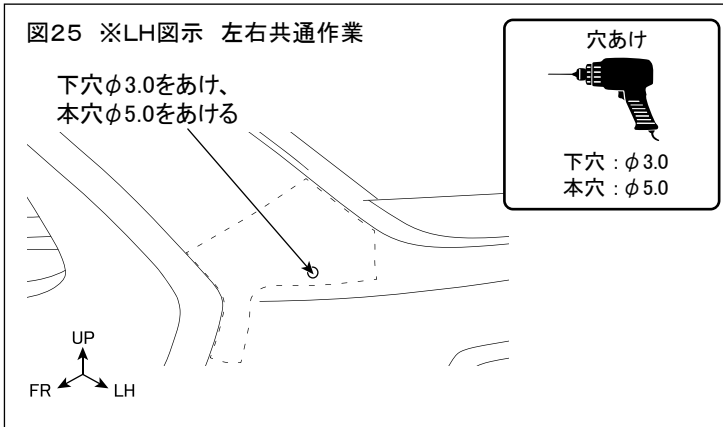 図25 ※LH図示 左右共通作業
下穴φ3.0をあけ、
本穴φ5.0をあける
穴あけ
下穴：φ3.0
本穴：φ5.0
UP
FR
LH